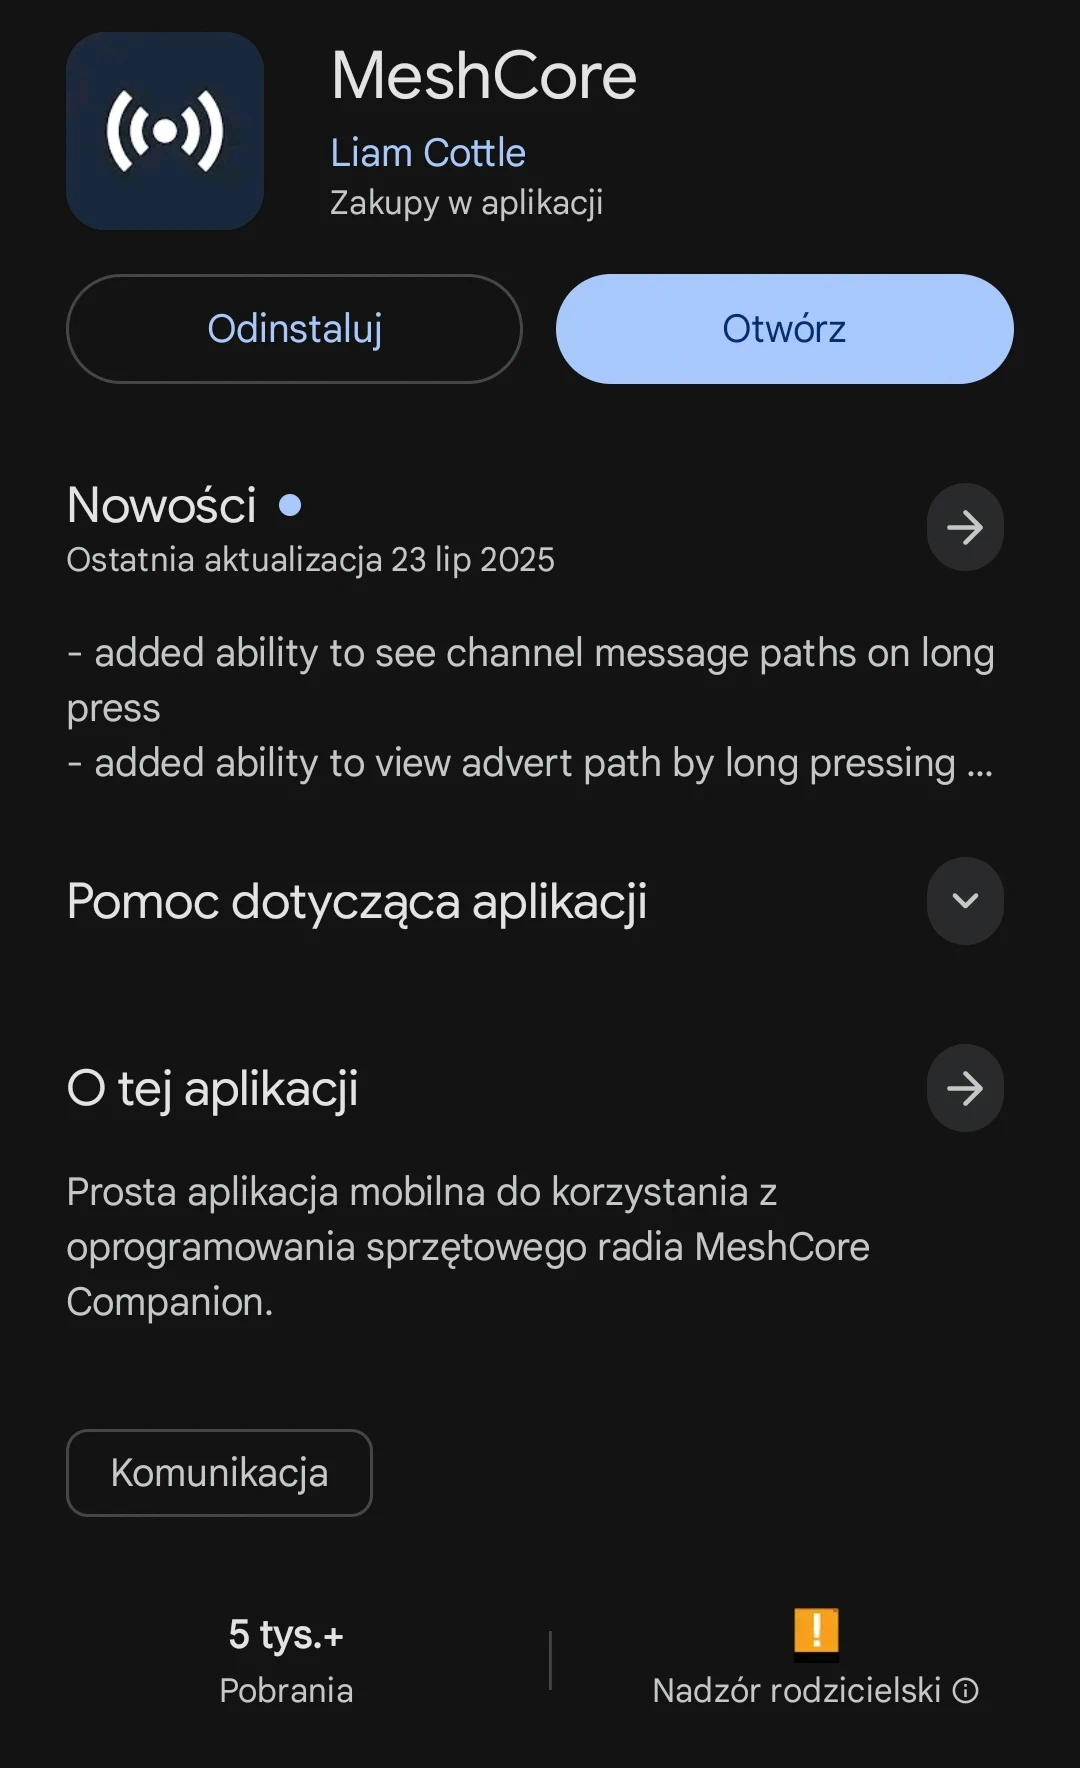 MeshCore
Liam Cottle
Zakupy w aplikacji
Odinstaluj
Otwórz
Nowości
Ostatnia aktualizacja 23 lip 2025
- added ability to see channel message paths on long
press
- added ability to view advert path by long pressing ...
Pomoc dotycząca aplikacji
O tej aplikacji
Prosta aplikacja mobilna do korzystania z
oprogramowania sprzętowego radia MeshCore
Companion.
Komunikacja
5 tys.+
Pobrania
!
Nadzór rodzicielski